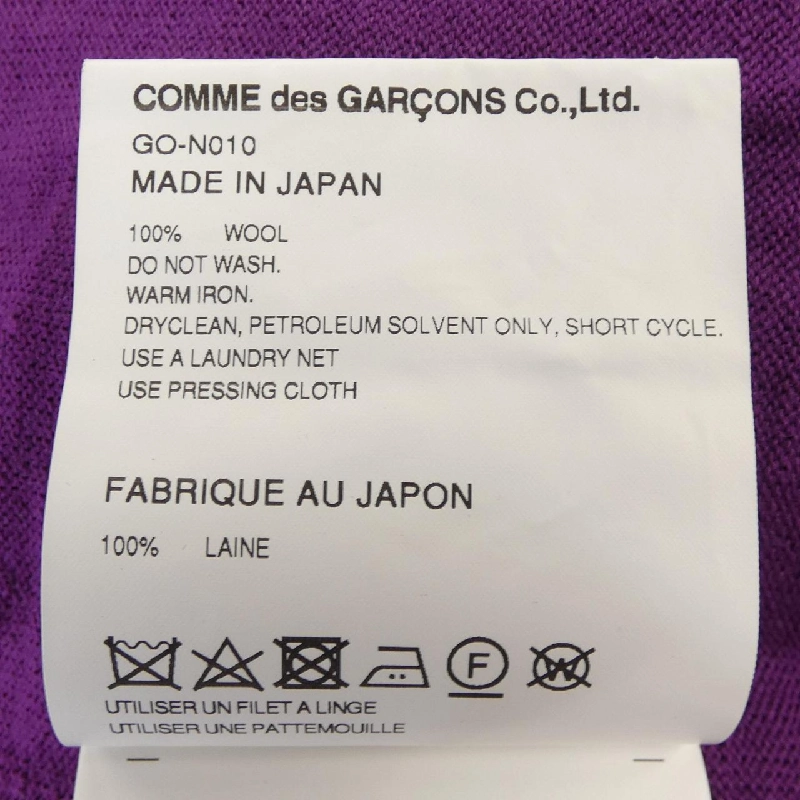 COMME des GARÇONS Co.,Ltd.
GO-N010
MADE IN JAPAN
100% WOOL
DO NOT WASH.
WARM IRON.
DRYCLEAN, PETROLEUM SOLVENT ONLY, SHORT CYCLE.
USE A LAUNDRY NET
USE PRESSING CLOTH
FABRIQUE AU JAPON
100% LAINE
F W
UTILISER UN FILET A LINGE
UTILISER UNE PATTEMOUILLE